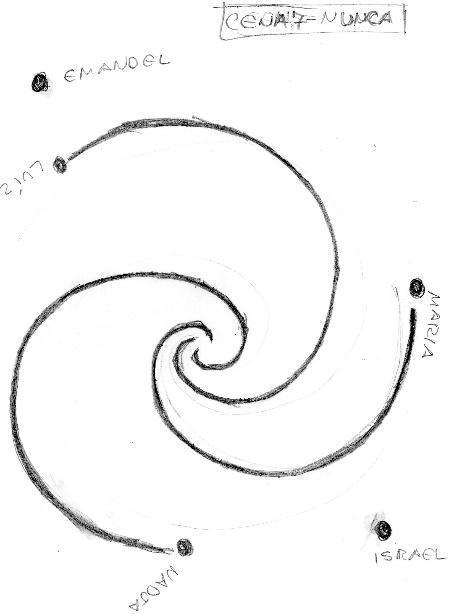 CENA 7- NUNCA
EMANOEL
LUIZ
MARIA
ISRAEL
NADJA